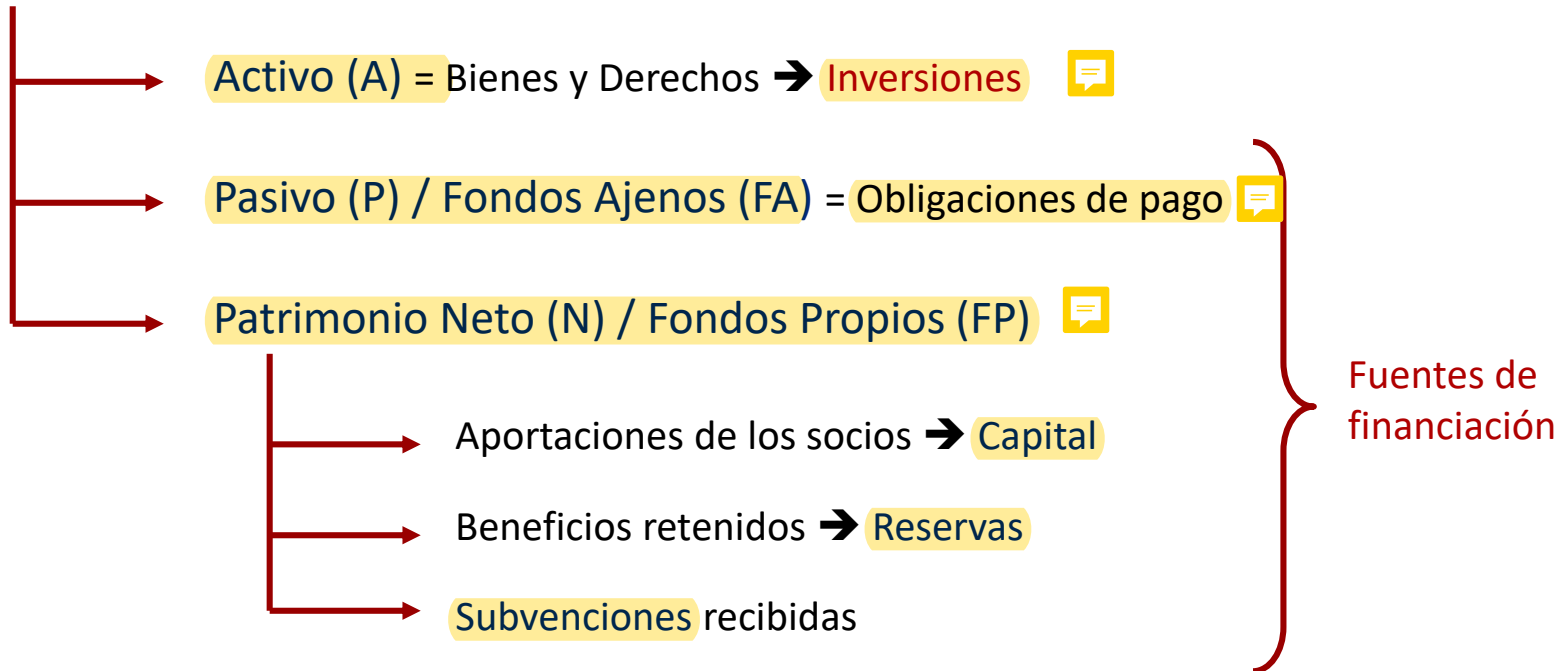 Activo (A) = Bienes y Derechos ➔ Inversiones
Pasivo (P) / Fondos Ajenos (FA) = Obligaciones de pago
Patrimonio Neto (N) / Fondos Propios (FP)
Aportaciones de los socios ➔ Capital
Beneficios retenidos ➔ Reservas
Subvenciones recibidas
Fuentes de
financiación